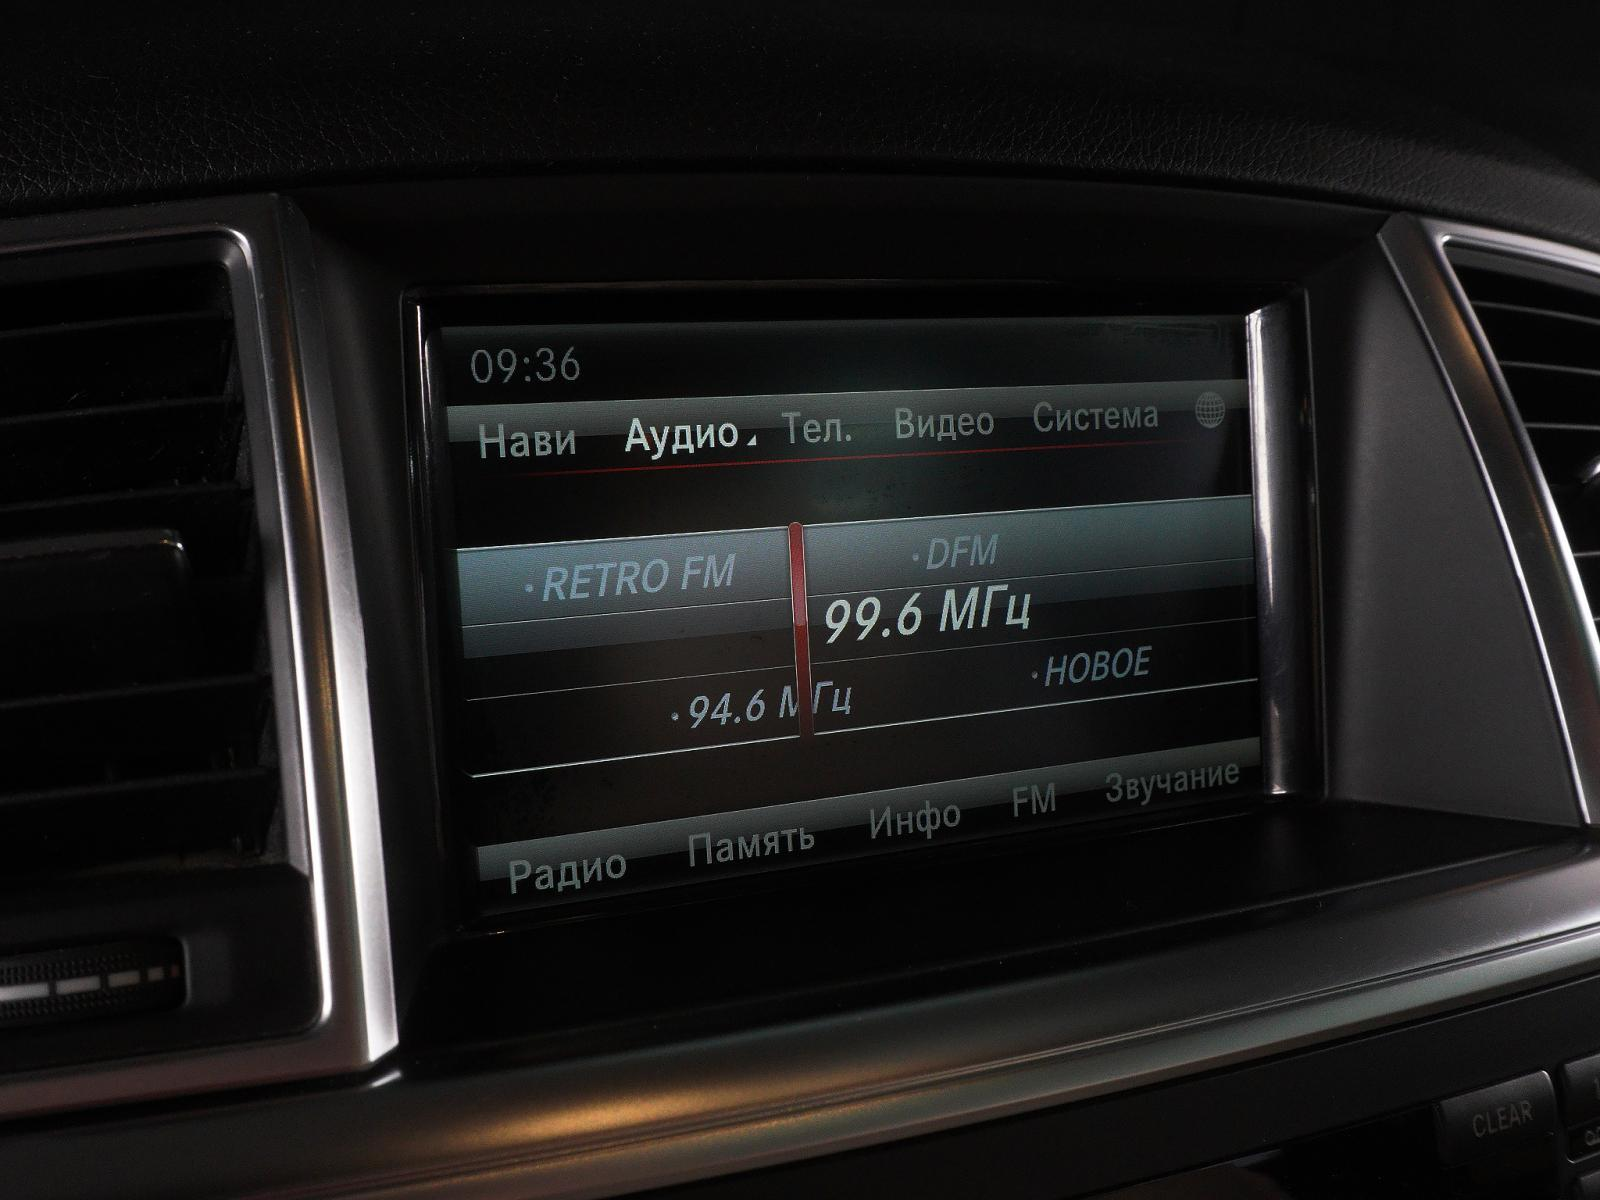 09:36
Нави Аудио Тел. Видео Система
·RETRO FM ·DFM
99.6 МГц
·94.6 МГц ·НОВОЕ
Радио Память Инфо FM Звучание
CLEAR